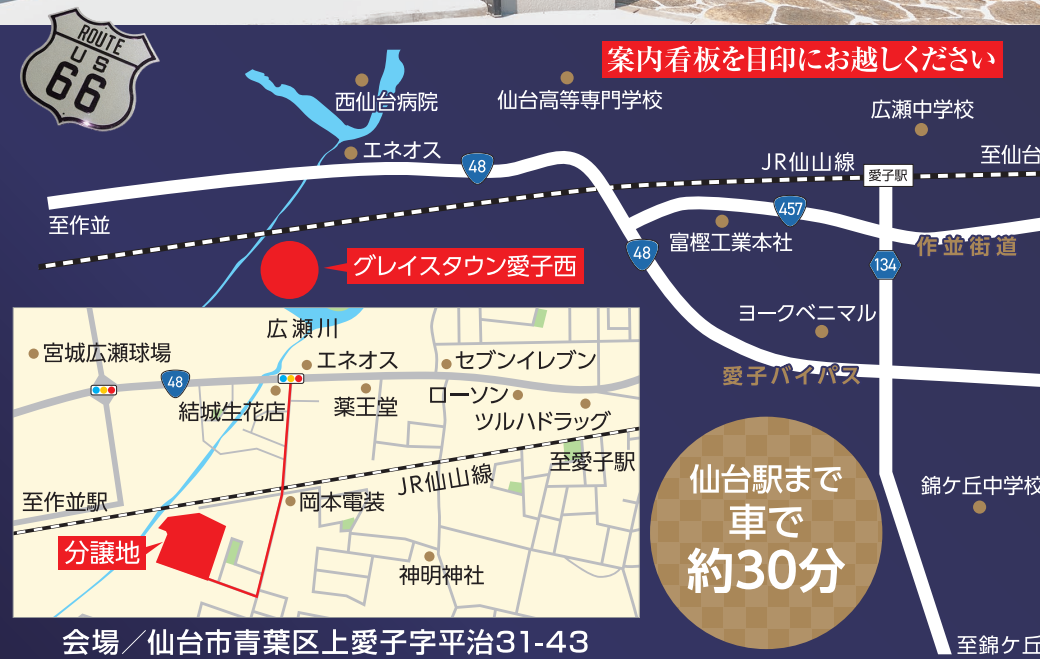 ROUTE
US
66
案内看板を目印にお越しください
西仙台病院
仙台高等専門学校
広瀬中学校
エネオス
48
JR仙山線
至仙台
愛子駅
至作並
457
富樫工業本社
作並街道
48
134
グレイスタウン愛子西
ヨークベニマル
愛子バイパス
広瀬川
宮城広瀬球場
エネオス
セブンイレブン
48
結城生花店
薬王堂
ローソン
ツルハドラッグ
至愛子駅
JR仙山線
至作並駅
岡本電装
分譲地
神明神社
仙台駅まで
車で
約30分
錦ケ丘中学校
至錦ケ丘
会場／仙台市青葉区上愛子字平治31-43